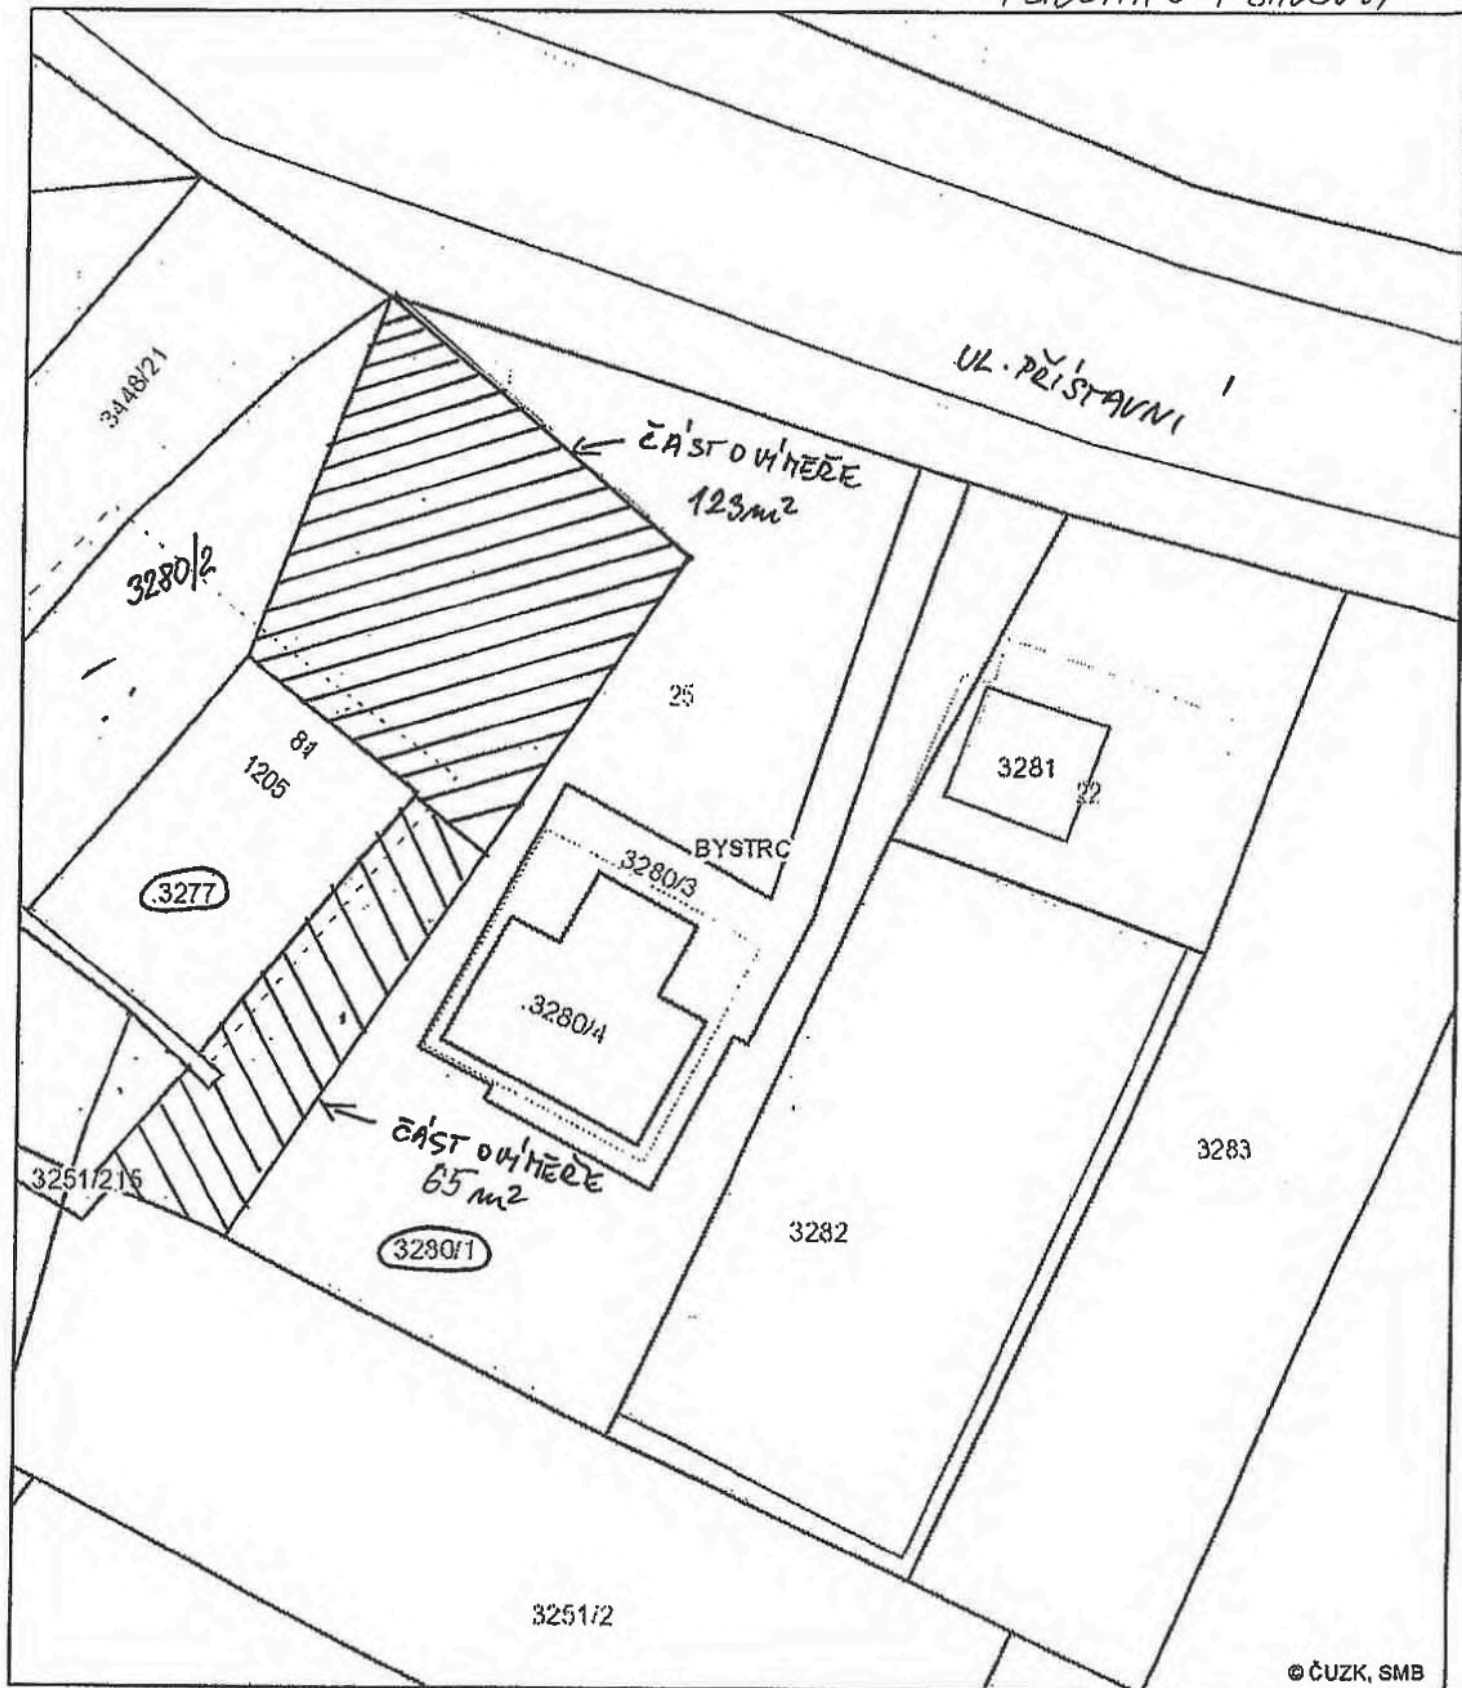 UL. PŘÍSTAVNÍ
3448/21
ČÁST O VÝMĚŘE
123m²
3280/2
25
84
1205
3281
22
BYSTRC
3280/3
.3277
.3280/4
ČÁST O VÝMĚŘE
65 m²
3283
3251/215
3282
3280/1
3251/2
© ČUZK, SMB